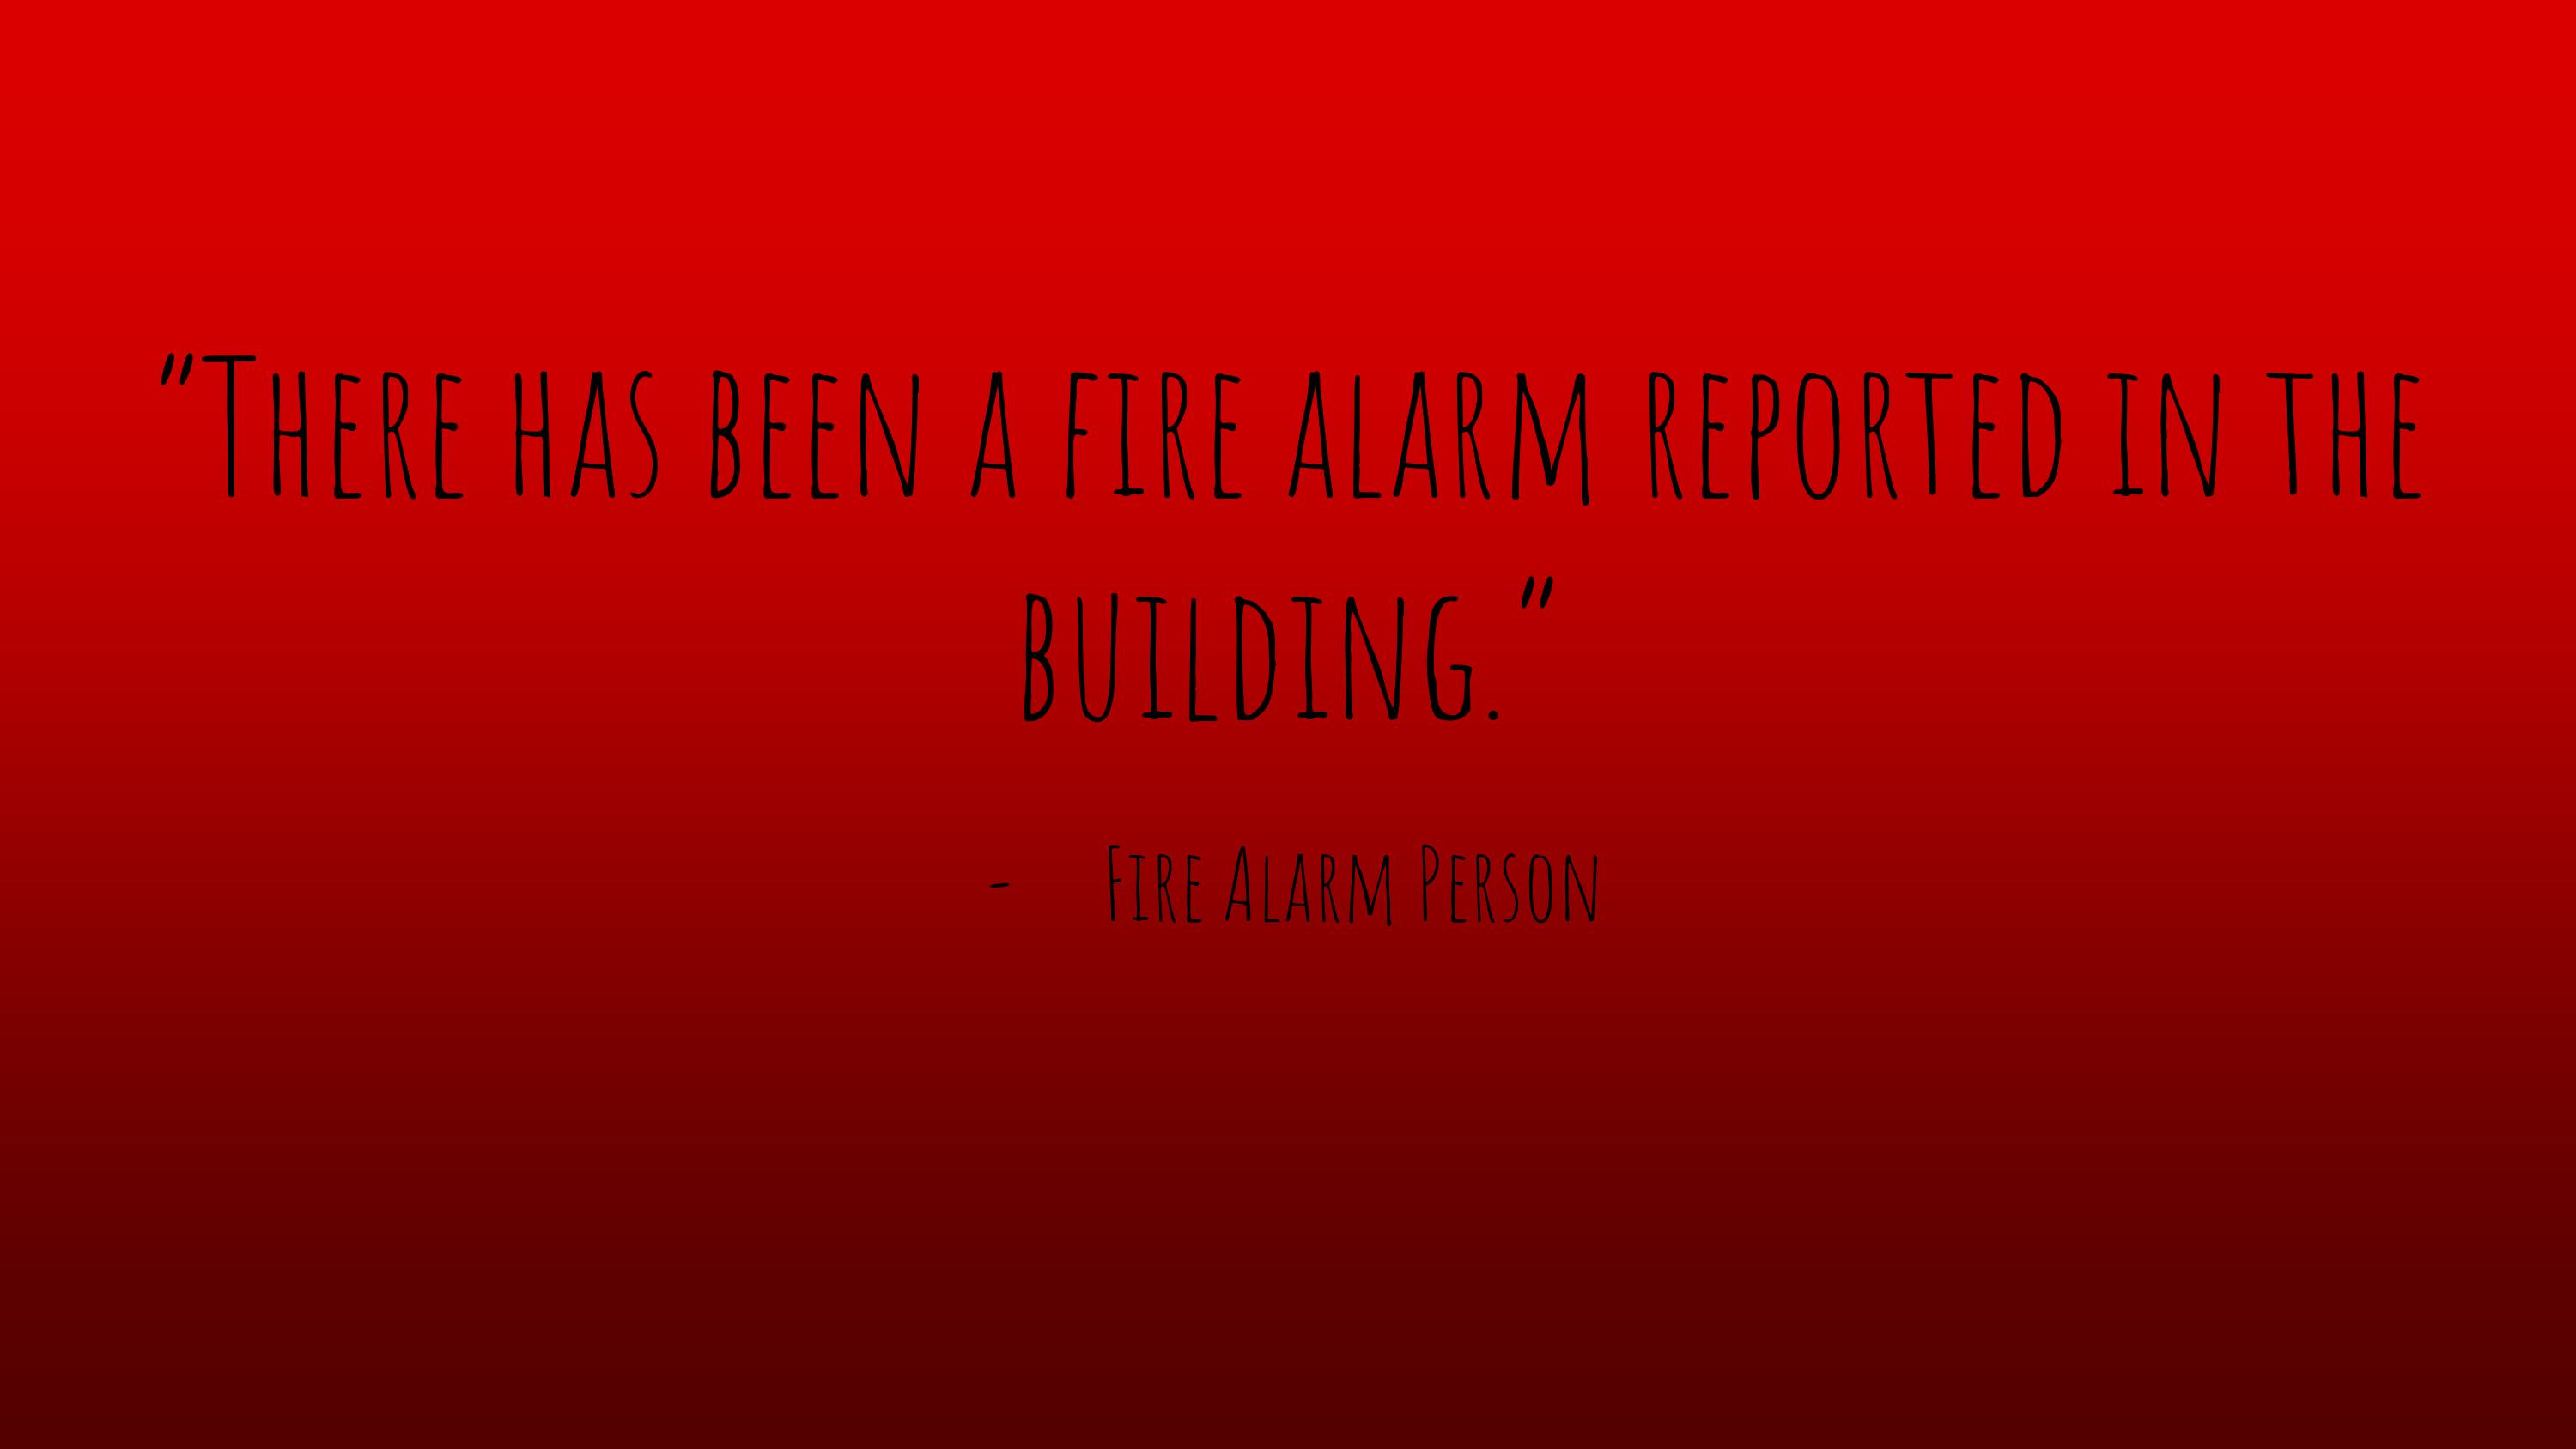 "There has been a fire alarm reported in the
building."
- Fire Alarm Person